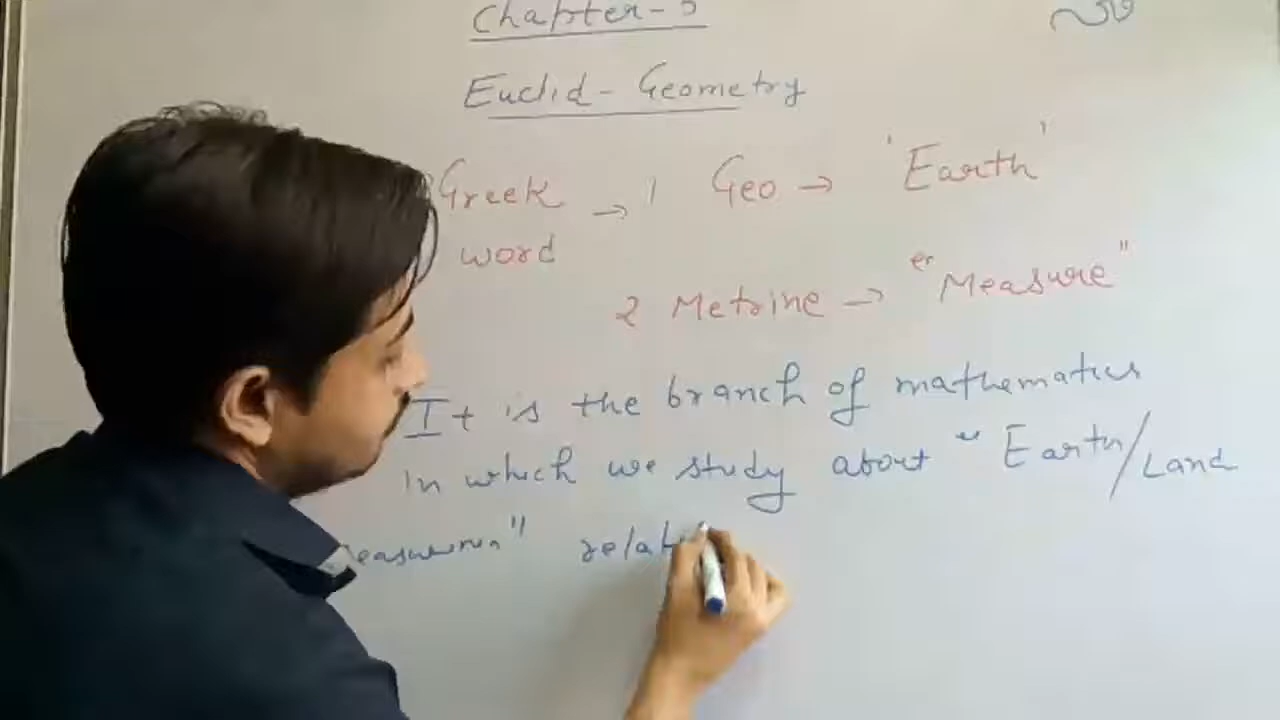 Chapter-5
Euclid - Geometry
Greek word → 1 Geo → 'Earth'
2 Metrine → "Measure"
It is the branch of mathematics
in which we study about " Earth/Land
relat